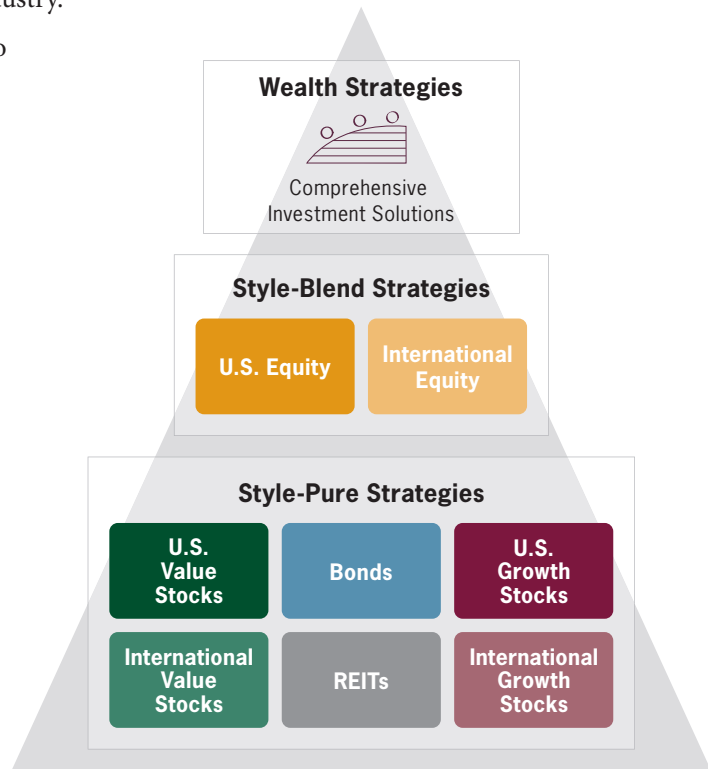 ustry.
o
Wealth Strategies
Comprehensive
Investment Solutions
Style-Blend Strategies
U.S. Equity
International
Equity
Style-Pure Strategies
U.S.
Value
Stocks
Bonds
U.S.
Growth
Stocks
International
Value
Stocks
REITs
International
Growth
Stocks